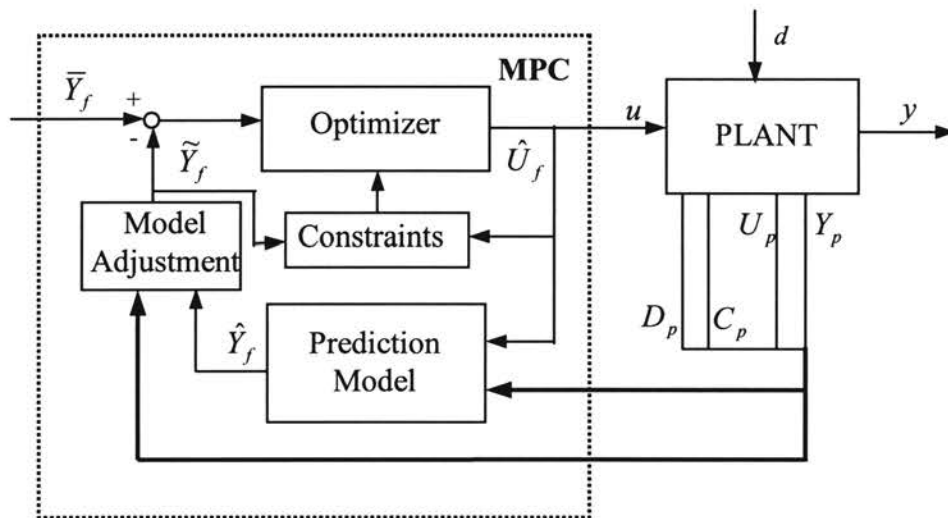 d
MPC
Ȳ_f
+
-
Optimizer
u
PLANT
y
Ỹ_f
Û_f
Model
Adjustment
Constraints
U_p
Y_p
D_p
C_p
Ŷ_f
Prediction
Model